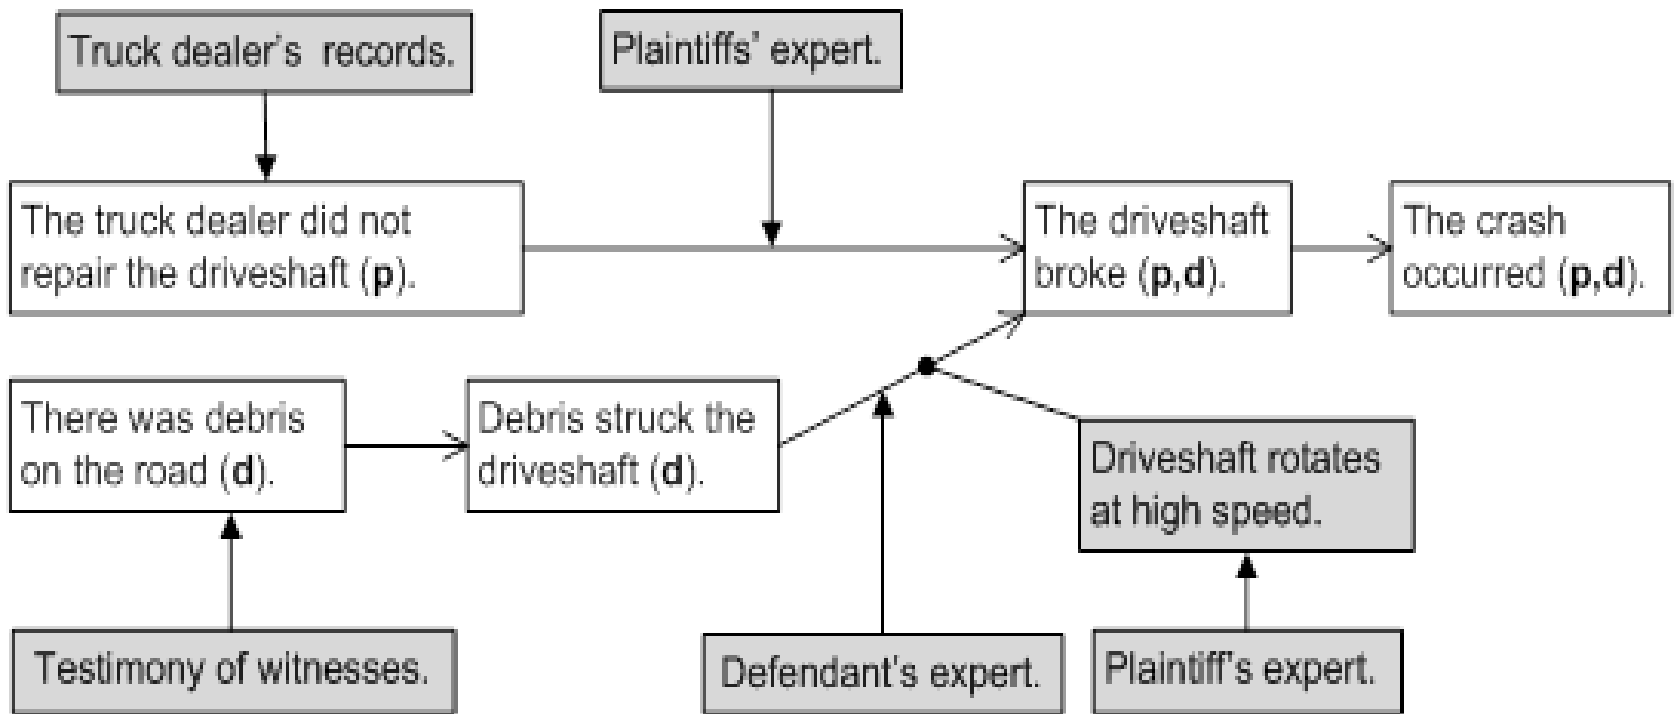 Truck dealer's records.
Plaintiffs' expert.
The truck dealer did not
repair the driveshaft (p).
The driveshaft
broke (p,d).
The crash
occurred (p,d).
There was debris
on the road (d).
Debris struck the
driveshaft (d).
Driveshaft rotates
at high speed.
Testimony of witnesses.
Defendant's expert.
Plaintiff's expert.